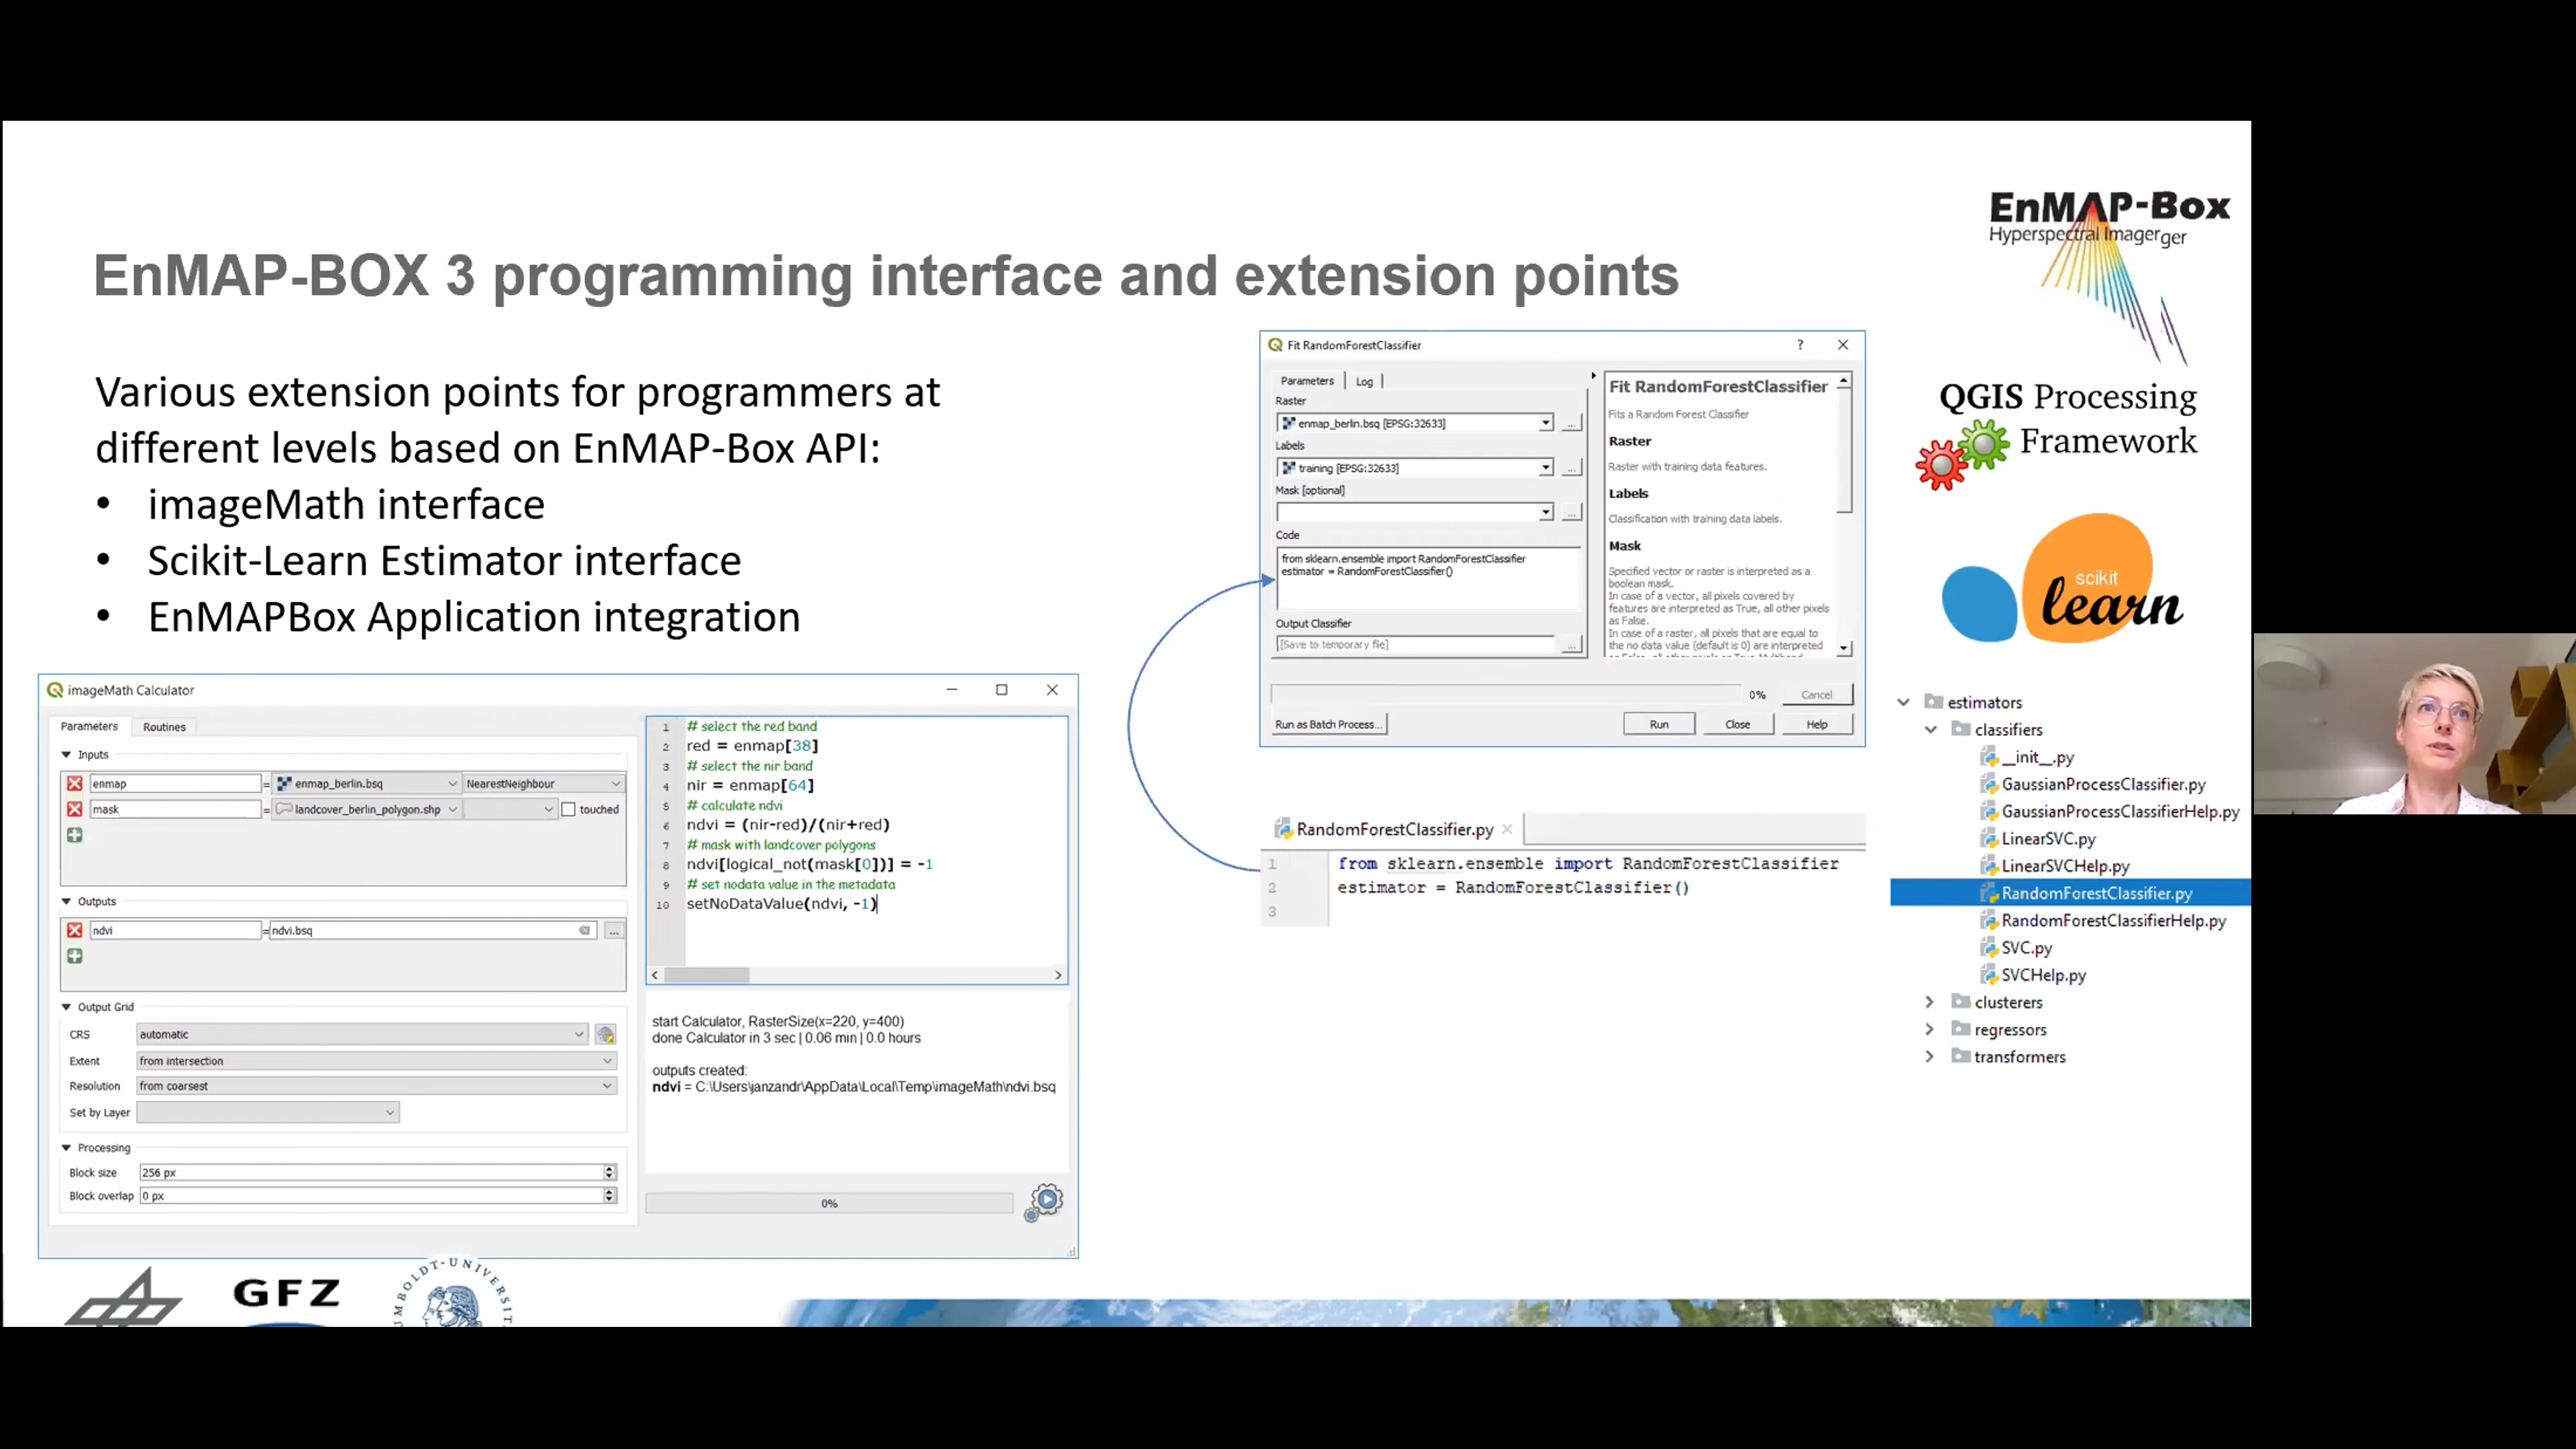 EnMAP-Box
Hyperspectral Imagerger
EnMAP-BOX 3 programming interface and extension points
Various extension points for programmers at
different levels based on EnMAP-Box API:
• imageMath interface
• Scikit-Learn Estimator interface
• EnMAPBox Application integration
Fit RandomForestClassifier
Parameters
Log
Raster
enmap_berlin.bsq [EPSG:32633]
Labels
training [EPSG:32633]
Mask [optional]
Code
from sklearn.ensemble import RandomForestClassifier
estimator = RandomForestClassifier()
Output Classifier
[Save to temporary file]
Fit RandomForestClassifier
Fits a Random Forest Classifier
Raster
Raster with training data features.
Labels
Classification with training data labels.
Mask
Specified vector or raster is interpreted as a
boolean mask.
In case of a vector, all pixels covered by
features are interpreted as True, all other pixels
as False.
In case of a raster, all pixels that are equal to
the no data value (default is 0) are interpreted
0%
Cancel
Run as Batch Process...
Run
Close
Help
QGIS Processing
Framework
scikit
learn
imageMath Calculator
Parameters
Routines
Inputs
enmap = enmap_berlin.bsq NearestNeighbour
mask = landcover_berlin_polygon.shp touched
Outputs
ndvi = ndvi.bsq ...
Output Grid
CRS automatic
Extent from intersection
Resolution from coarsest
Set by Layer
Processing
Block size 256 px
Block overlap 0 px
1 # select the red band
2 red = enmap[38]
3 # select the nir band
4 nir = enmap[64]
5 # calculate ndvi
6 ndvi = (nir-red)/(nir+red)
7 # mask with landcover polygons
8 ndvi[logical_not(mask[0])] = -1
9 # set nodata value in the metadata
10 setNoDataValue(ndvi, -1)
start Calculator, RasterSize(x=220, y=400)
done Calculator in 3 sec | 0.06 min | 0.0 hours
outputs created:
ndvi = C:\Users\janzandr\AppData\Local\Temp\imageMath\ndvi.bsq
0%
RandomForestClassifier.py
1 from sklearn.ensemble import RandomForestClassifier
2 estimator = RandomForestClassifier()
3
estimators
classifiers
__init__.py
GaussianProcessClassifier.py
GaussianProcessClassifierHelp.py
LinearSVC.py
LinearSVCHelp.py
RandomForestClassifier.py
RandomForestClassifierHelp.py
SVC.py
SVCHelp.py
clusterers
regressors
transformers
GFZ